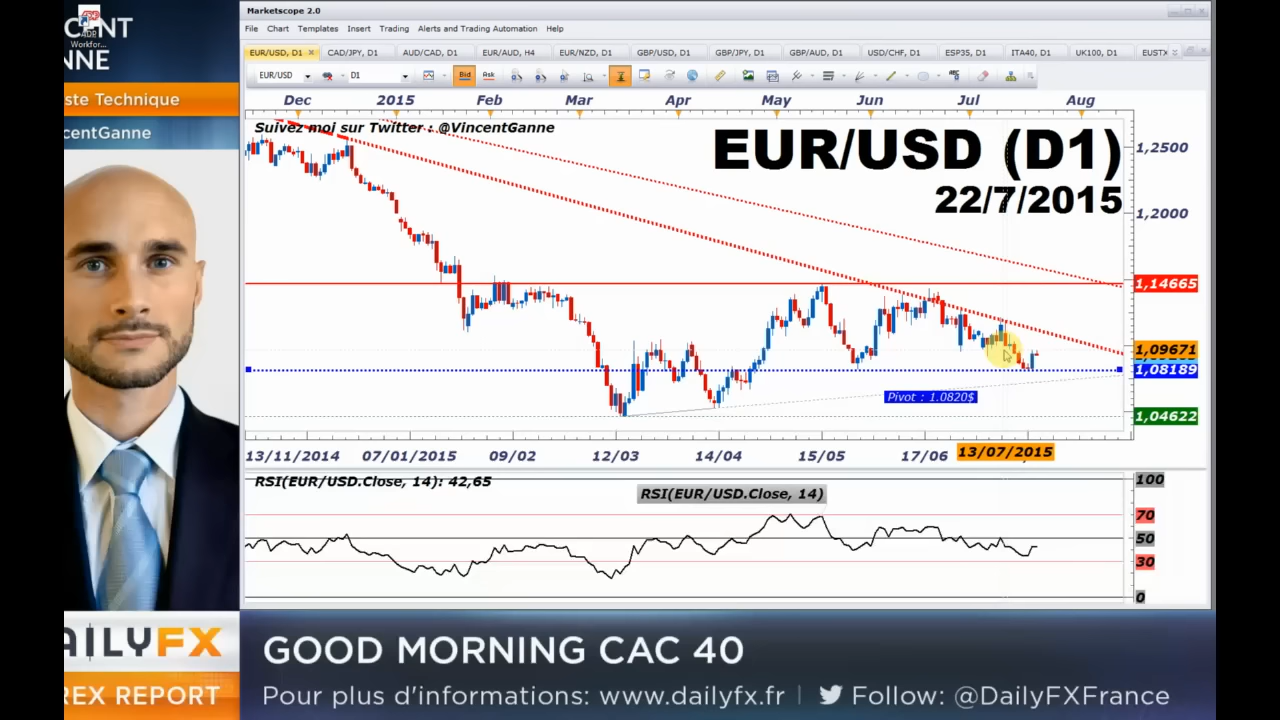 CENT
NNE
ADP
Workfor...
ste Technique
centGanne
Marketscope 2.0
File Chart Templates Insert Trading Alerts and Trading Automation Help
EUR/USD, D1 CAD/JPY, D1 AUD/CAD, D1 EUR/AUD, H4 EUR/NZD, D1 GBP/USD, D1 GBP/JPY, D1 GBP/AUD, D1 USD/CHF, D1 ESP35, D1 ITA40, D1 UK100, D1 EUSTX
EUR/USD D1 Bid Ask
Dec 2015 Feb Mar Apr May Jun Jul Aug
Suivez moi sur Twitter : @VincentGanne
EUR/USD (D1)
22/7/2015
1,2500
1,2000
1,14665
1,09671
1,08189
Pivot : 1.0820$
1,04622
13/11/2014 07/01/2015 09/02 12/03 14/04 15/05 17/06 13/07/2015
RSI(EUR/USD.Close, 14): 42,65
RSI(EUR/USD.Close, 14)
100
70
50
30
0
AILYFX
REX REPORT
GOOD MORNING CAC 40
Pour plus d'informations: www.dailyfx.fr | Follow: @DailyFXFrance